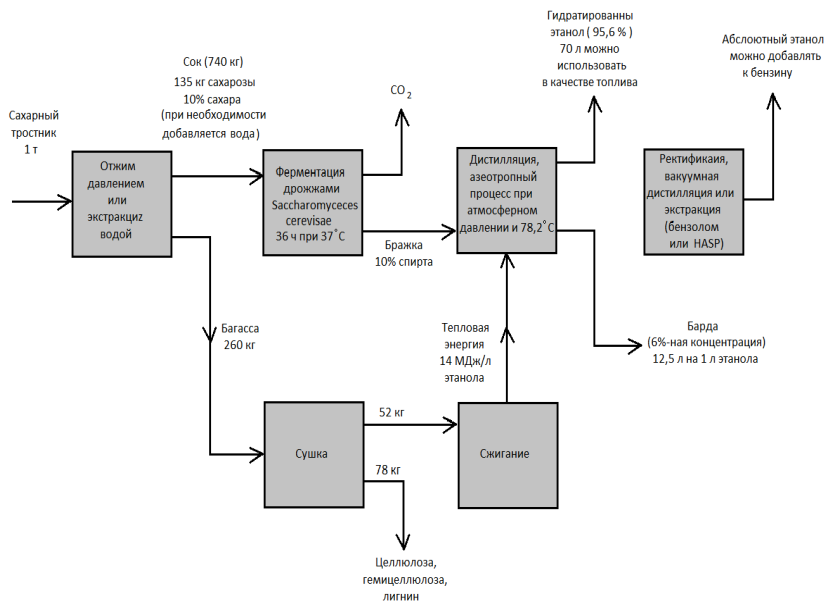 Сахарный
тростник
1 т
Отжим
давлением
или
экстракциz
водой
Сок (740 кг)
135 кг сахарозы
10% сахара
(при необходимости
добавляется вода)
Ферментация
дрожжами
Saccharomyceces
cerevisae
36 ч при 37˚С
CO 2
Бражка
10% спирта
Дистилляция,
азеотропный
процесс при
атмосферном
давлении и 78,2˚С
Гидратированны
этанол ( 95,6 % )
70 л можно
использовать
в качестве топлива
Ректификаия,
вакуумная
дистилляция или
экстракция
(бензолом
или HASP)
Абслоютный этанол
можно добавлять
к бензину
Багасса
260 кг
Тепловая
энергия
14 МДж/л
этанола
Барда
(6%-ная концентрация)
12,5 л на 1 л этанола
Сушка
52 кг
78 кг
Сжигание
Целлюлоза,
гемицеллюлоза,
лигнин